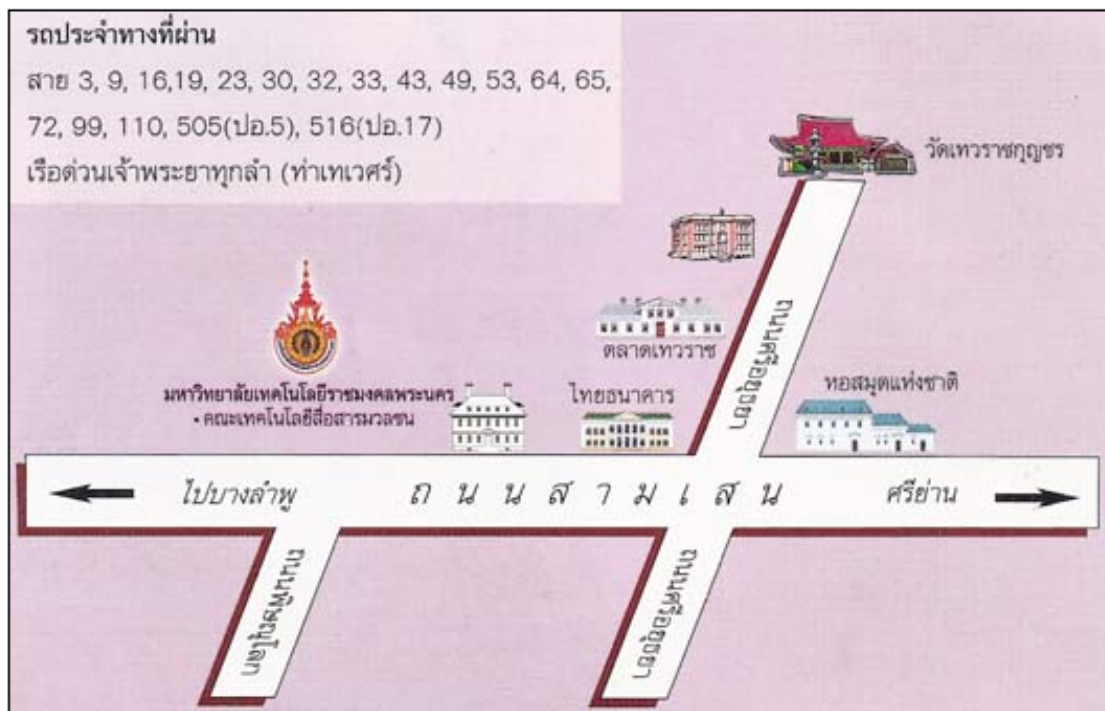 รถประจำทางที่ผ่าน
สาย 3, 9, 16,19, 23, 30, 32, 33, 43, 49, 53, 64, 65,
72, 99, 110, 505(ปอ.5), 516(ปอ.17)
เรือด่วนเจ้าพระยาทุกลำ (ท่าเทเวศร์)
วัดเทวราชกุญชร
ถนนศรีอยุธยา
ตลาดเทวราช
มหาวิทยาลัยเทคโนโลยีราชมงคลพระนคร
• คณะเทคโนโลยีสื่อสารมวลชน
ไทยธนาคาร
หอสมุดแห่งชาติ
ไปบางลำพู
ถนนสามเสน
ศรีย่าน
ถนนพิษณุโลก
ถนนศรีอยุธยา